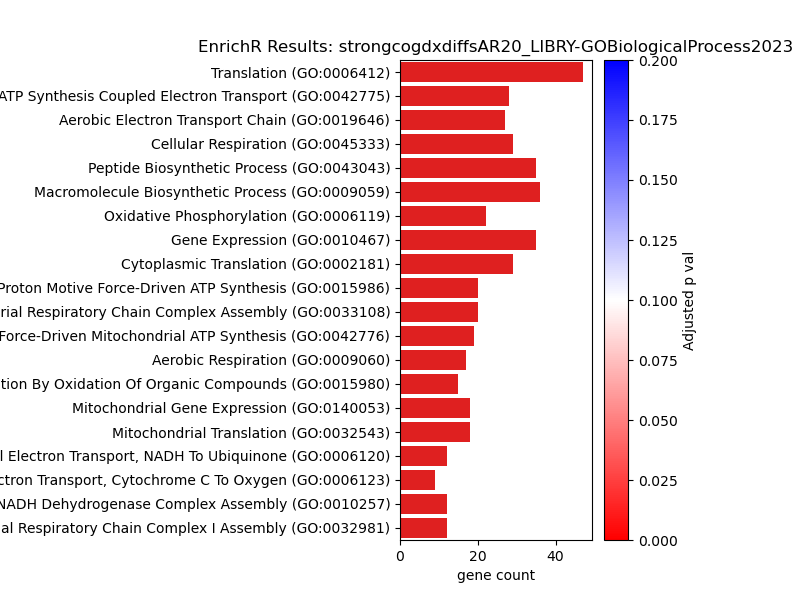 EnrichR Results: strongcogdxdiffsAR20_LIBRY-GOBiologicalProcess2023
Translation (GO:0006412)
ATP Synthesis Coupled Electron Transport (GO:0042775)
Aerobic Electron Transport Chain (GO:0019646)
Cellular Respiration (GO:0045333)
Peptide Biosynthetic Process (GO:0043043)
Macromolecule Biosynthetic Process (GO:0009059)
Oxidative Phosphorylation (GO:0006119)
Gene Expression (GO:0010467)
Cytoplasmic Translation (GO:0002181)
Proton Motive Force-Driven ATP Synthesis (GO:0015986)
rial Respiratory Chain Complex Assembly (GO:0033108)
Force-Driven Mitochondrial ATP Synthesis (GO:0042776)
Aerobic Respiration (GO:0009060)
tion By Oxidation Of Organic Compounds (GO:0015980)
Mitochondrial Gene Expression (GO:0140053)
Mitochondrial Translation (GO:0032543)
l Electron Transport, NADH To Ubiquinone (GO:0006120)
ctron Transport, Cytochrome C To Oxygen (GO:0006123)
NADH Dehydrogenase Complex Assembly (GO:0010257)
al Respiratory Chain Complex I Assembly (GO:0032981)
0 20 40
gene count
0.200
0.175
0.150
0.125
0.100
0.075
0.050
0.025
0.000
Adjusted p val